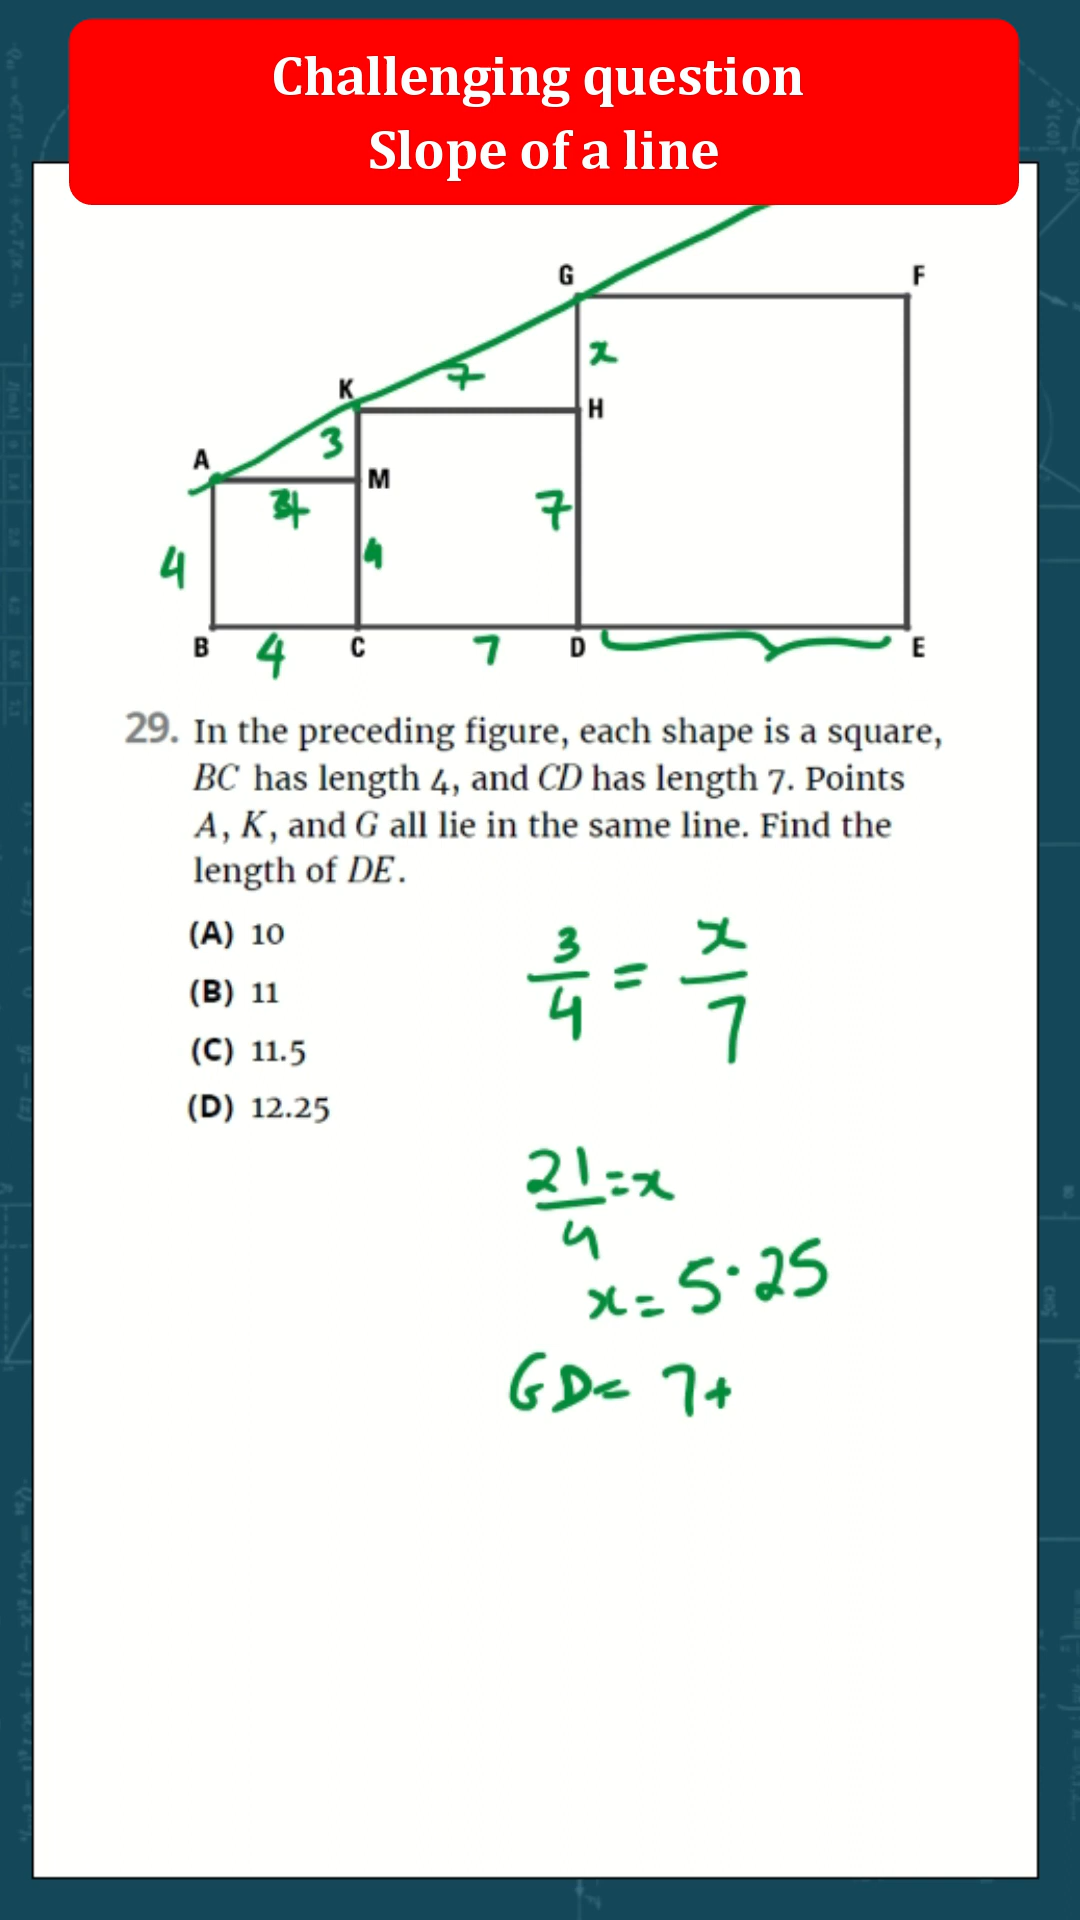 Challenging question
Slope of a line
G
F
x
K
7
H
3
A
M
4
7
4
4
B
4
C
7
D
E
29. In the preceding figure, each shape is a square,
BC has length 4, and CD has length 7. Points
A, K, and G all lie in the same line. Find the
length of DE.
(A) 10
(B) 11
(C) 11.5
(D) 12.25
3/4 = x/7
21/4 = x
x = 5.25
GD = 7+